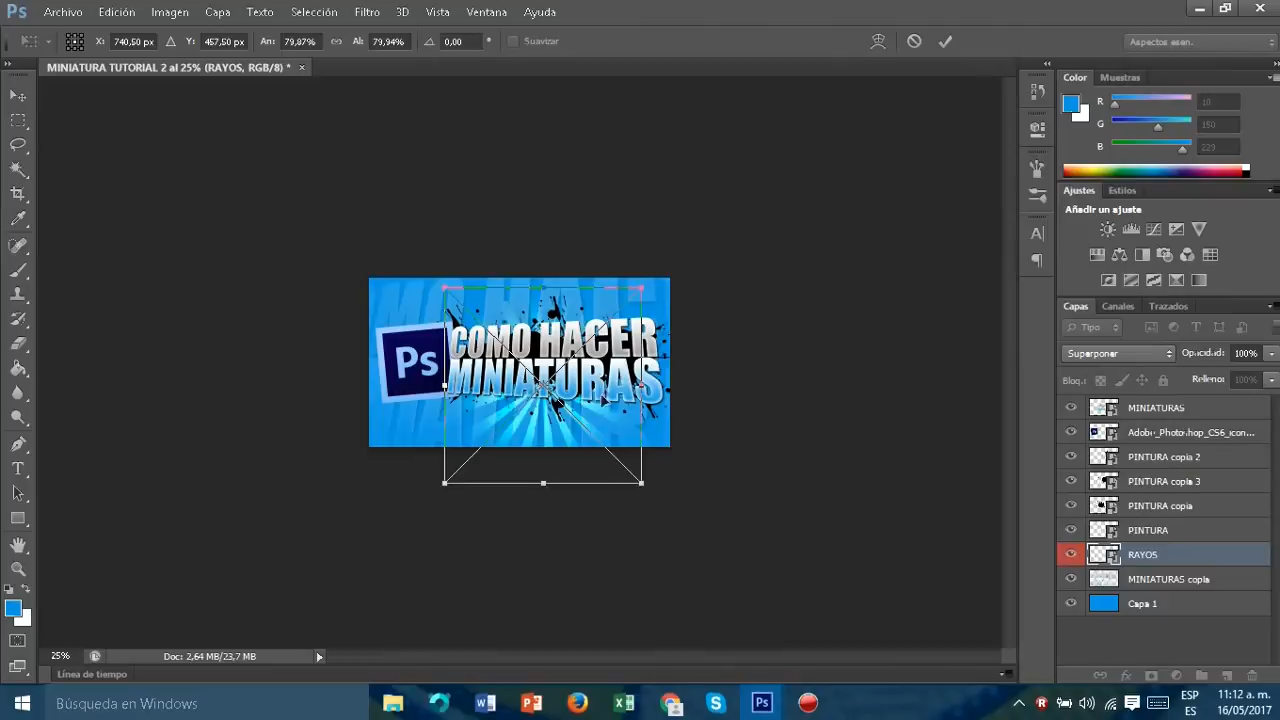 Ps Archivo Edición Imagen Capa Texto Selección Filtro 3D Vista Ventana Ayuda
X: 740,50 px Y: 457,50 px An: 79,87% Al: 79,94% 0,00 ° Suavizar Aspectos esen.
MINIATURA TUTORIAL 2 al 25% (RAYOS, RGB/8) * ×
Color Muestras
R 10
G 150
B 229
Ajustes Estilos
Añadir un ajuste
Capas Canales Trazados
Tipo
Superponer Opacidad: 100%
Bloq.: Relleno: 100%
MINIATURAS
Adobe_Photoshop_CS6_icon...
PINTURA copia 2
PINTURA copia 3
PINTURA copia
PINTURA
RAYOS
MINIATURAS copia
Capa 1
Ps
COMO HACER
MINIATURAS
25% Doc: 2,64 MB/23,7 MB
Línea de tiempo
Búsqueda en Windows
ESP
ES
11:12 a. m.
16/05/2017